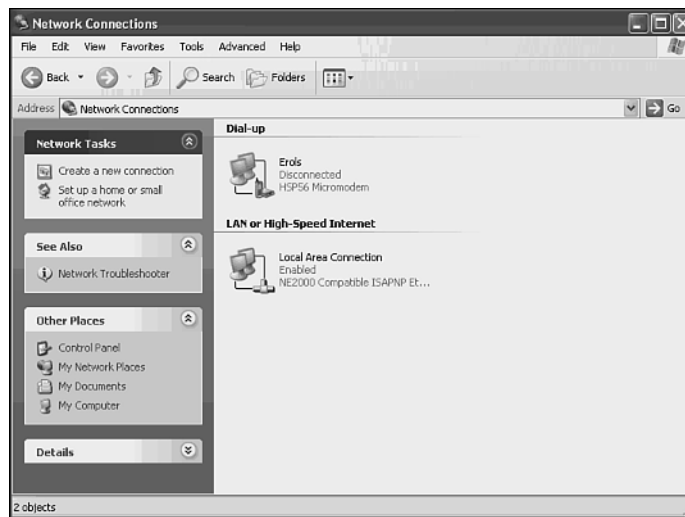 Network Connections
File Edit View Favorites Tools Advanced Help
Back Search Folders
Address Network Connections Go
Network Tasks
Create a new connection
Set up a home or small
office network
See Also
Network Troubleshooter
Other Places
Control Panel
My Network Places
My Documents
My Computer
Details
Dial-up
Erols
Disconnected
HSP56 Micromodem
LAN or High-Speed Internet
Local Area Connection
Enabled
NE2000 Compatible ISAPNP Et...
2 objects